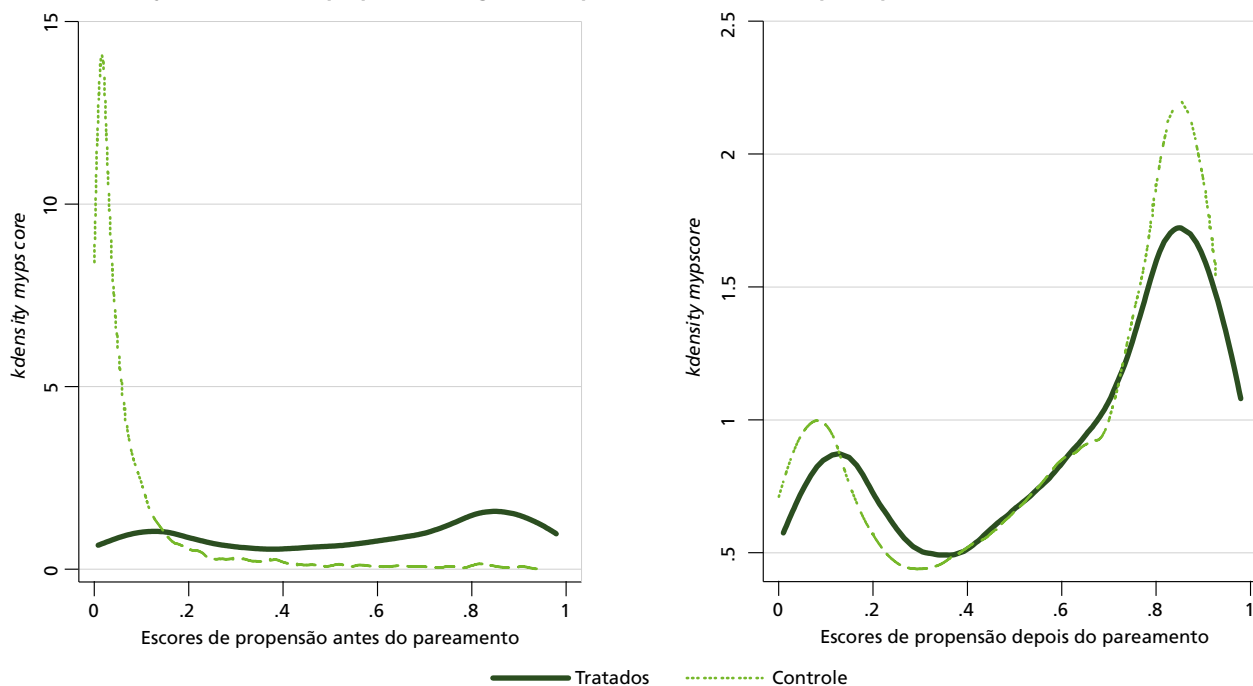 15
10
5
0
kdensity myps core
0 .2 .4 .6 .8 1
Escores de propensão antes do pareamento
2.5
2
1.5
1
.5
kdensity mypscore
0 .2 .4 .6 .8 1
Escores de propensão depois do pareamento
Tratados Controle